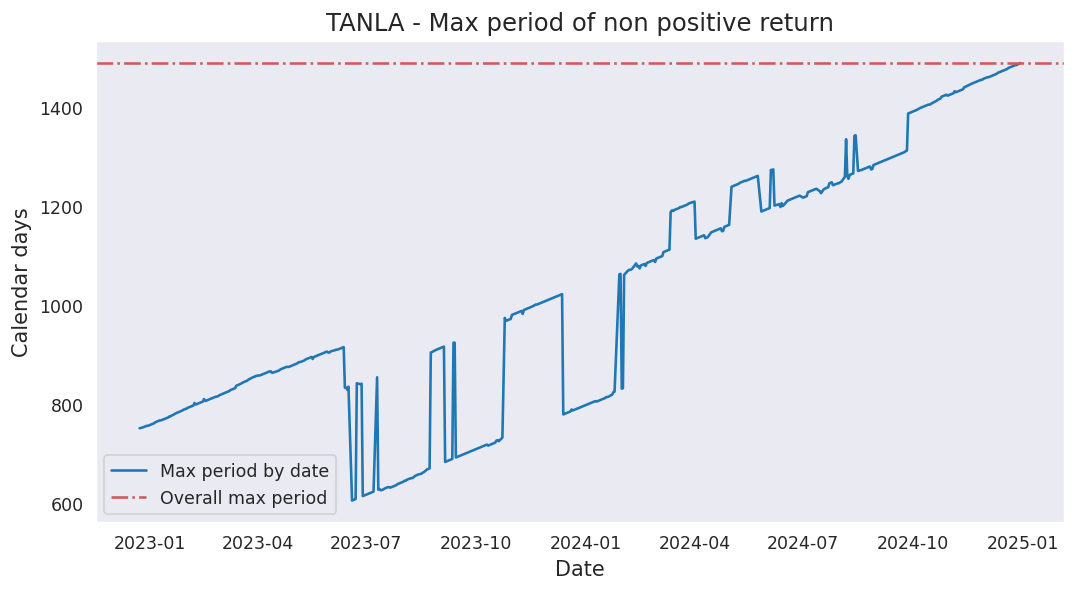 TANLA - Max period of non positive return
Calendar days
1400
1200
1000
800
600
Max period by date
Overall max period
2023-01 2023-04 2023-07 2023-10 2024-01 2024-04 2024-07 2024-10 2025-01
Date